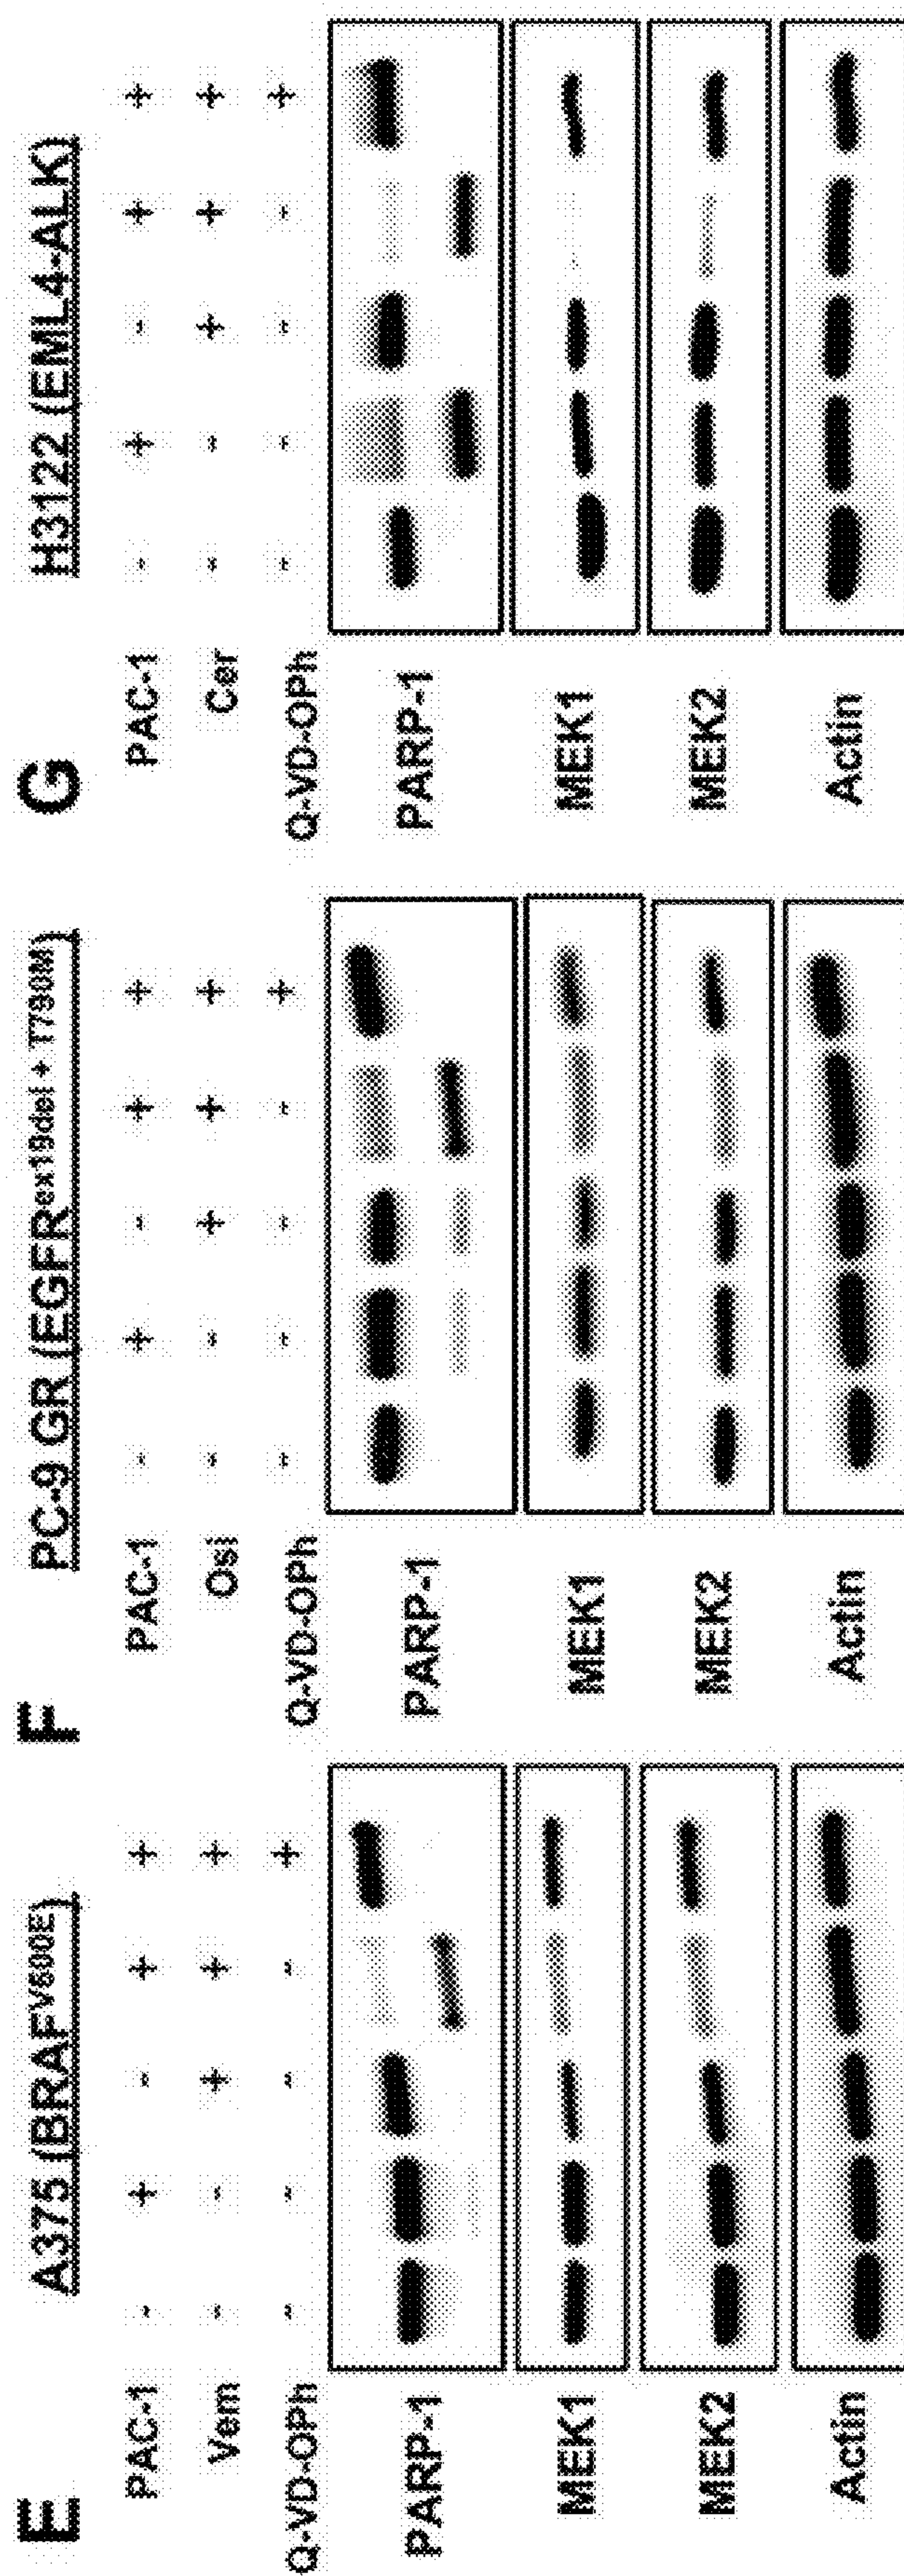 E
A375 (BRAFV600E)
PAC-1 - + - + +
Vem - - + + +
Q-VD-OPh - - - - +
PARP-1
MEK1
MEK2
Actin
F
PC-9 GR (EGFRex19del + T790M)
PAC-1 - + - + +
Osi - - + + +
Q-VD-OPh - - - - +
PARP-1
MEK1
MEK2
Actin
G
H3122 (EML4-ALK)
PAC-1 - + - + +
Cer - - + + +
Q-VD-OPh - - - - +
PARP-1
MEK1
MEK2
Actin